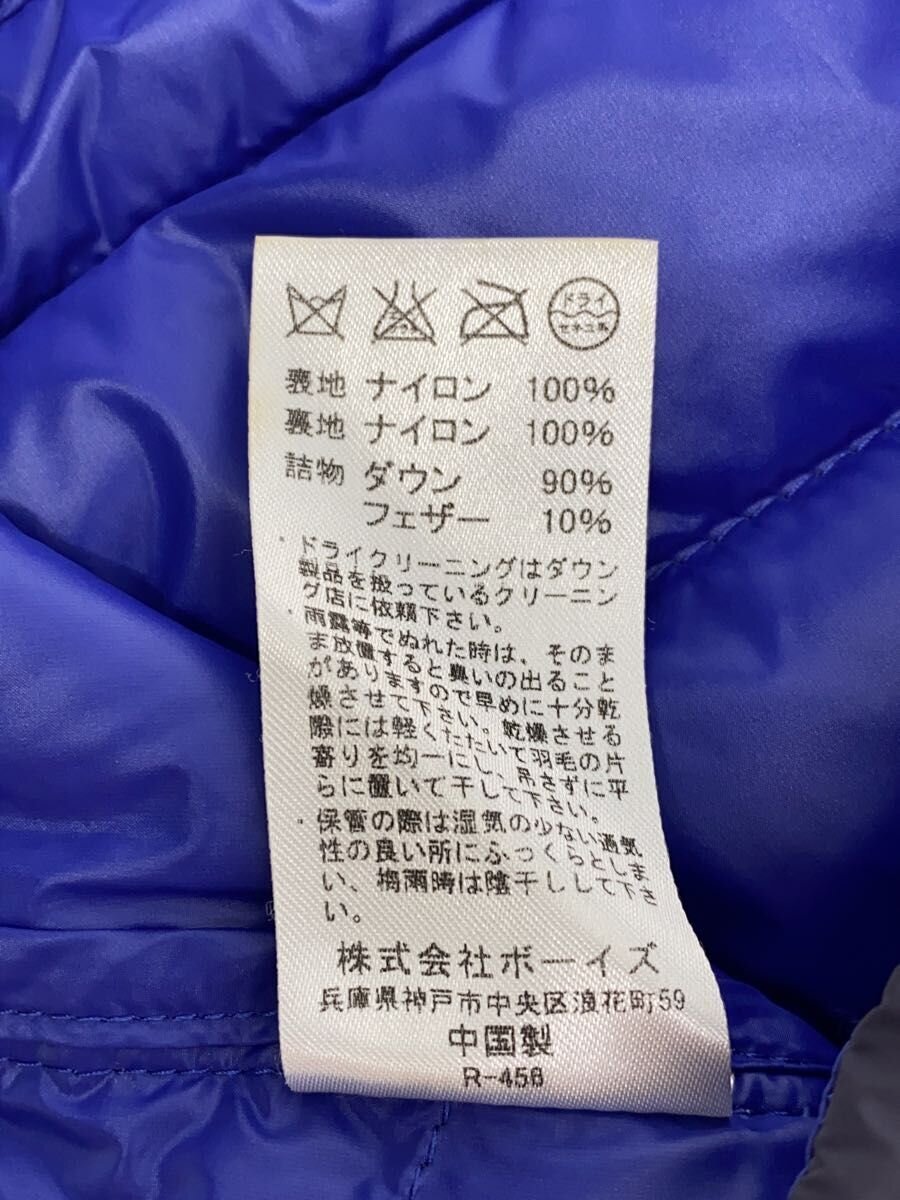 ドライ
セキユ系
裏地 ナイロン 100%
裏地 ナイロン 100%
詰物 ダウン 90%
フェザー 10%
・ドライクリーニングはダウン
製品を扱っているクリーニン
グ店に依頼下さい。
・雨露等でぬれた時は、そのま
ま放置すると臭いの出ること
がありますので早めに十分乾
燥させて下さい。乾燥させる
際には軽くたたいて羽毛の片
寄りを均一にし、吊さずに平
らに置いて干して下さい。
・保管の際は湿気の少ない通気
性の良い所にふっくらとしま
い、梅雨時は陰干しして下さ
い。
株式会社ボーイズ
兵庫県神戸市中央区浪花町59
中国製
R-456